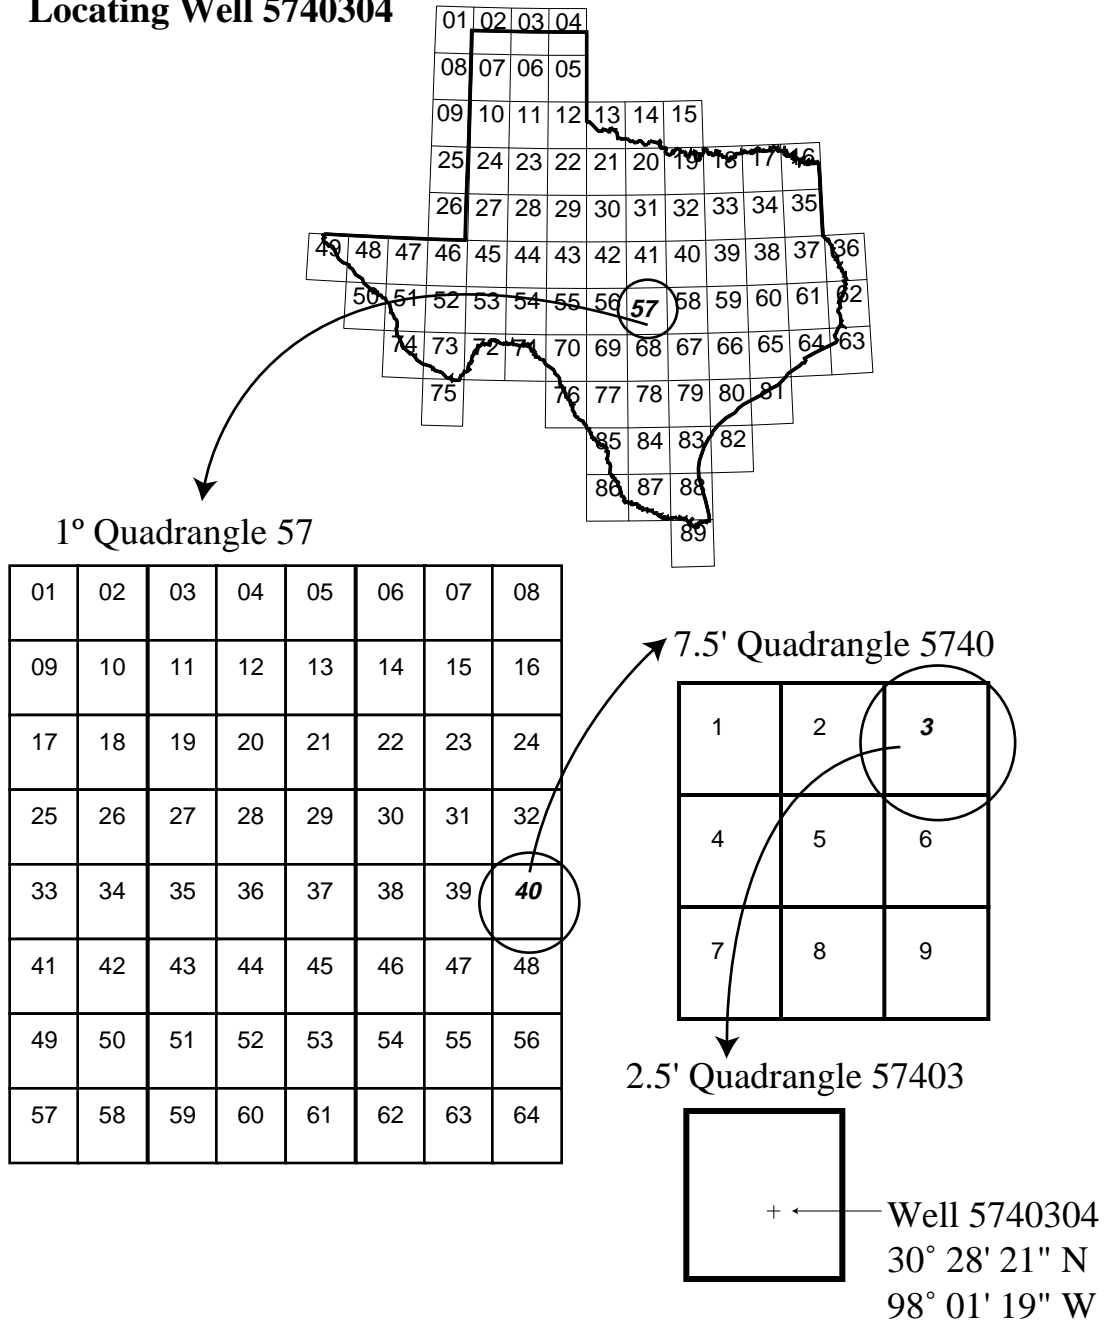 Locating Well 5740304
01 02 03 04
08 07 06 05
09 10 11 12 13 14 15
25 24 23 22 21 20 19 18 17 16
26 27 28 29 30 31 32 33 34 35
49 48 47 46 45 44 43 42 41 40 39 38 37 36
50 51 52 53 54 55 56 57 58 59 60 61 62
74 73 72 71 70 69 68 67 66 65 64 63
75 76 77 78 79 80 81
85 84 83 82
86 87 88
89
1º Quadrangle 57
01 02 03 04 05 06 07 08
09 10 11 12 13 14 15 16
17 18 19 20 21 22 23 24
25 26 27 28 29 30 31 32
33 34 35 36 37 38 39 40
41 42 43 44 45 46 47 48
49 50 51 52 53 54 55 56
57 58 59 60 61 62 63 64
7.5' Quadrangle 5740
1 2 3
4 5 6
7 8 9
2.5' Quadrangle 57403
Well 5740304
30° 28' 21" N
98° 01' 19" W